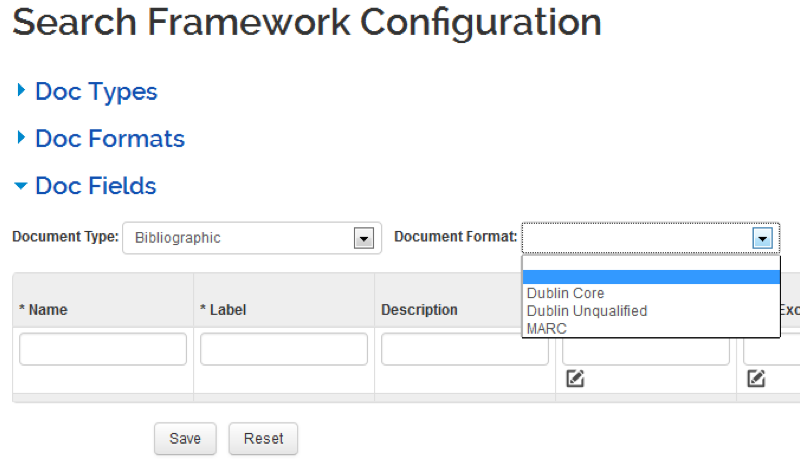 Search Framework Configuration
Doc Types
Doc Formats
Doc Fields
Document Type: Bibliographic Document Format:
Dublin Core
Dublin Unqualified
MARC
* Name * Label Description
Save Reset